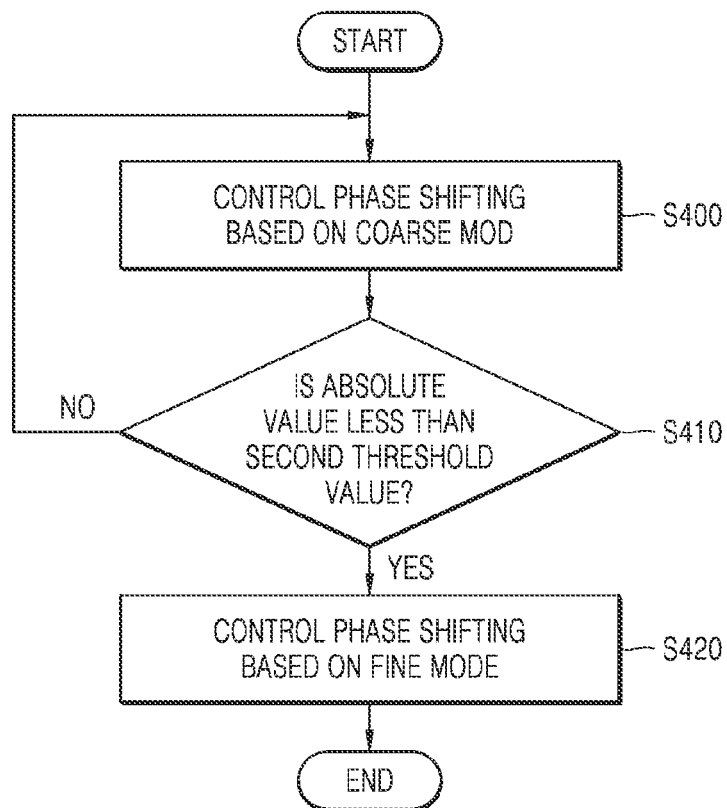 START
CONTROL PHASE SHIFTING
BASED ON COARSE MOD
S400
IS ABSOLUTE
VALUE LESS THAN
SECOND THRESHOLD
VALUE?
S410
NO
YES
CONTROL PHASE SHIFTING
BASED ON FINE MODE
S420
END